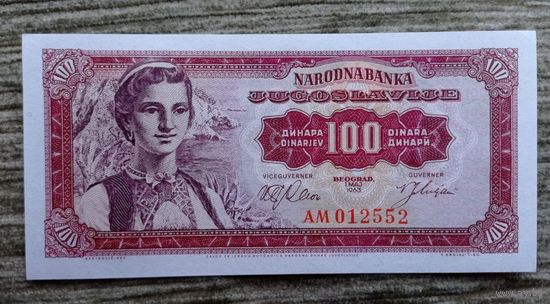 100
100
NARODNA BANKA
JUGOSLAVIJE
ДИНАРА 100 DINARA
DINARJEV ДИНАРИ
VICEGUVERNER GUVERNER
BEOGRAD,
1 MAJ
1963
AM 012552
100
100